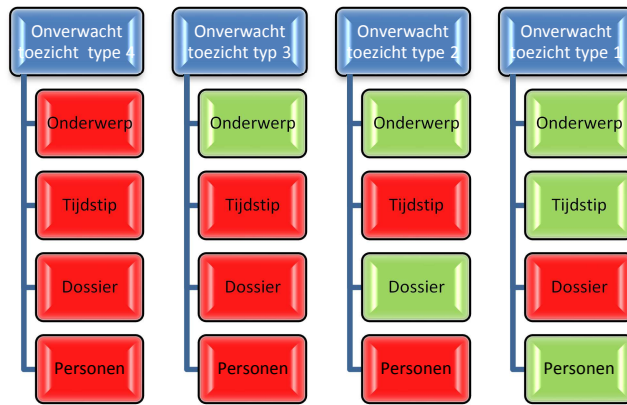 Onverwacht
toezicht type 4
Onderwerp
Tijdstip
Dossier
Personen
Onverwacht
toezicht typ 3
Onderwerp
Tijdstip
Dossier
Personen
Onverwacht
toezicht type 2
Onderwerp
Tijdstip
Dossier
Personen
Onverwacht
toezicht type 1
Onderwerp
Tijdstip
Dossier
Personen